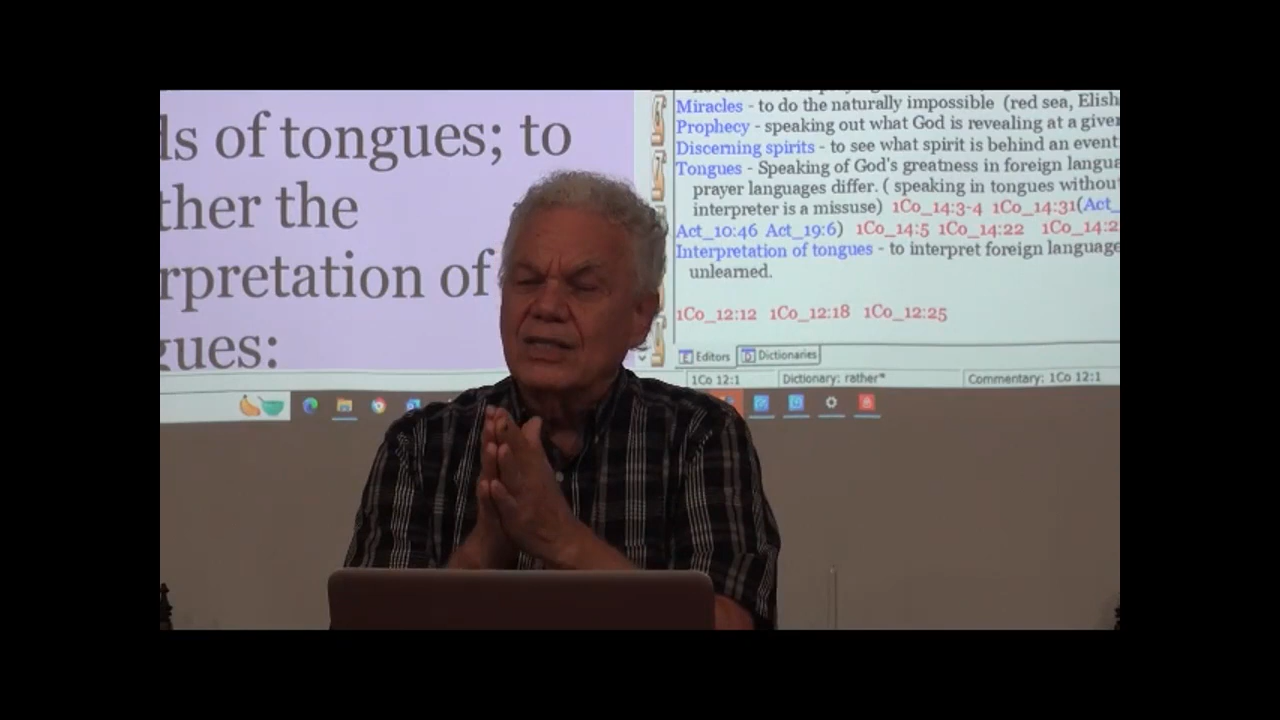 ds of tongues; to
ther the
rpretation of
gues:
Miracles - to do the naturally impossible (red sea, Elish
Prophecy - speaking out what God is revealing at a given
Discerning spirits - to see what spirit is behind an event
Tongues - Speaking of God's greatness in foreign langua
prayer languages differ. ( speaking in tongues withou
interpreter is a missuse) 1Co_14:3-4 1Co_14:31(Act_
Act_10:46 Act_19:6) 1Co_14:5 1Co_14:22 1Co_14:2
Interpretation of tongues - to interpret foreign language
unlearned.
1Co_12:12 1Co_12:18 1Co_12:25
Editors Dictionaries
1Co 12:1 Dictionary: rather* Commentary: 1Co 12:1